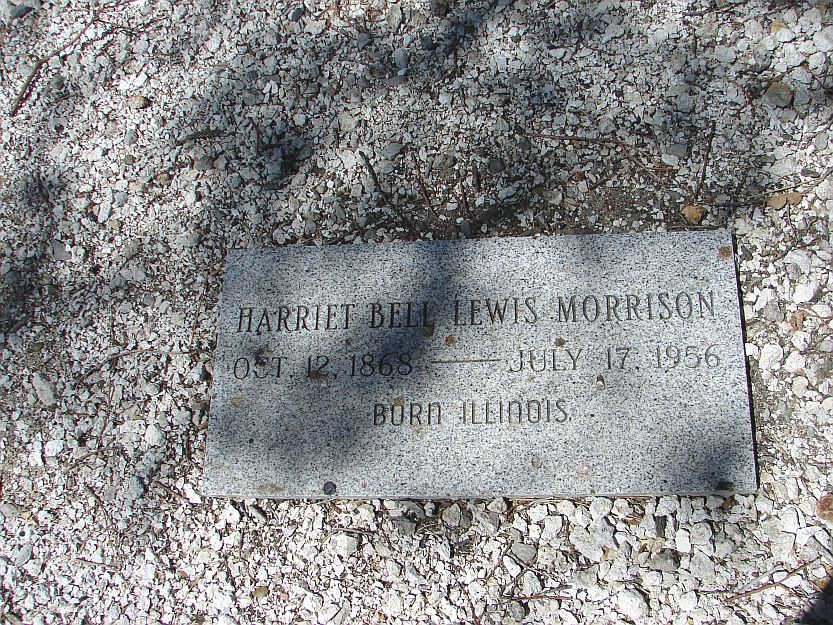 HARRIET BELL LEWIS MORRISON
OCT. 12, 1868 — JULY 17, 1956
BORN ILLINOIS